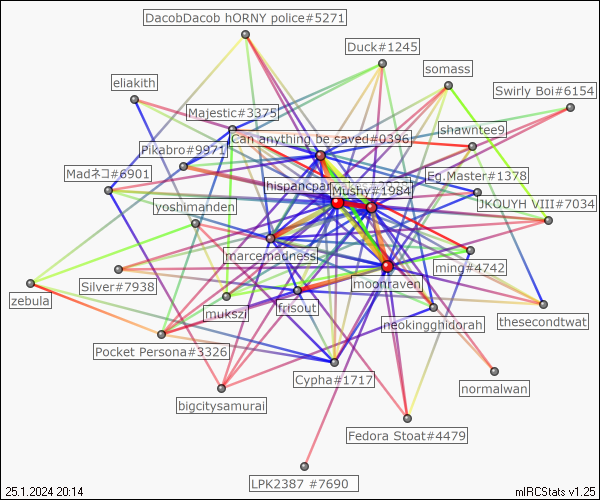 DacobDacob hORNY police#5271
Duck#1245
somass
eliakith
Swirly Boi#6154
Majestic#3375
shawntee9
Can anything be saved#0396
Pikabro#9971
Madネコ#6901
Eg.Master#1378
hispancpan
Mushy#1984
JKOUYH VIII#7034
yoshimanden
marcemadness
ming#4742
moonraven
Silver#7938
zebula
mukszi
frisout
neokingghidorah
thesecondtwat
Pocket Persona#3326
Cypha#1717
normalwan
bigcitysamurai
Fedora Stoat#4479
LPK2387 #7690
25.1.2024 20:14
mIRCStats v1.25